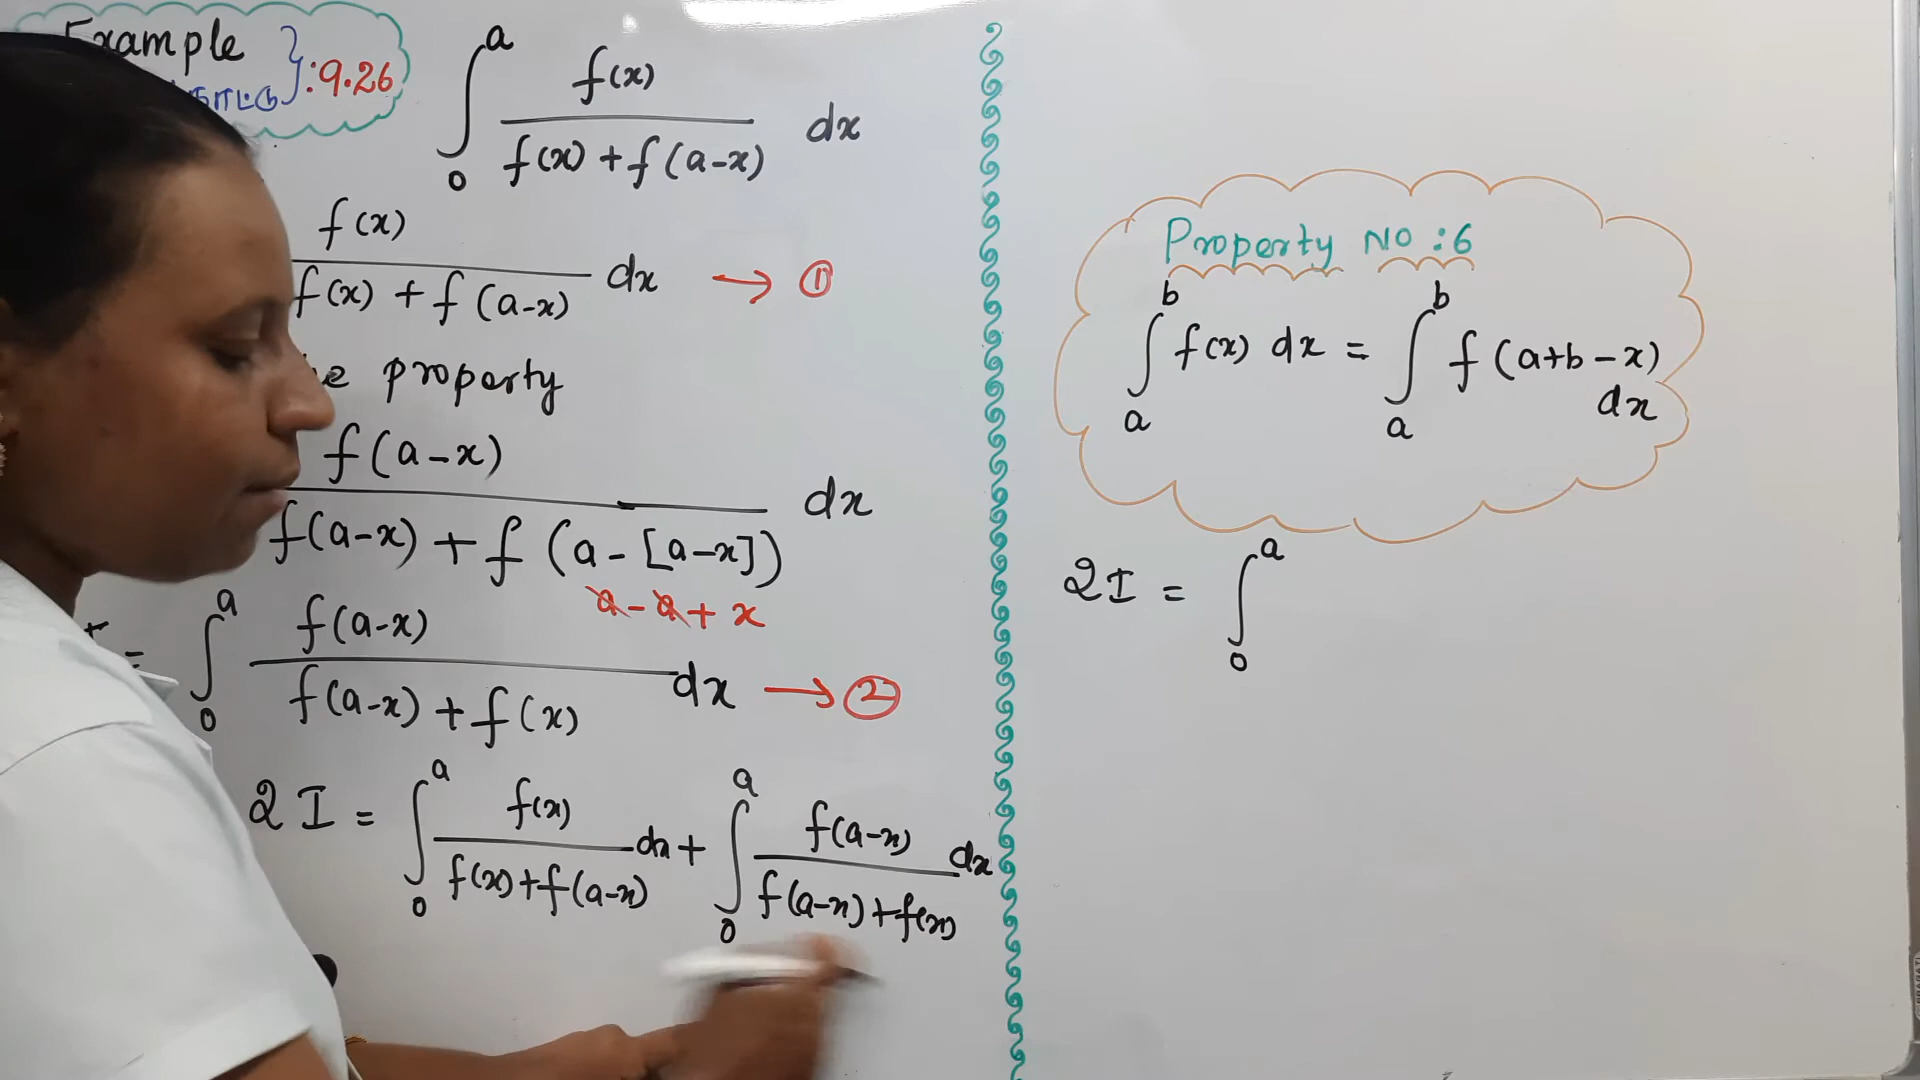 Example } : 9.26
∫₀ᵃ f(x) / (f(x) + f(a-x)) dx
f(x) / (f(x) + f(a-x)) dx → ①
property
f(a-x) / (f(a-x) + f(a-[a-x])) dx
a - a + x
= ∫₀ᵃ f(a-x) / (f(a-x) + f(x)) dx → ②
2I = ∫₀ᵃ f(x) / (f(x)+f(a-x)) dx + ∫₀ᵃ f(a-x) / (f(a-x)+f(x)) dx
Property NO : 6
∫ₐᵇ f(x) dx = ∫ₐᵇ f(a+b-x)
dx
2I = ∫₀ᵃ